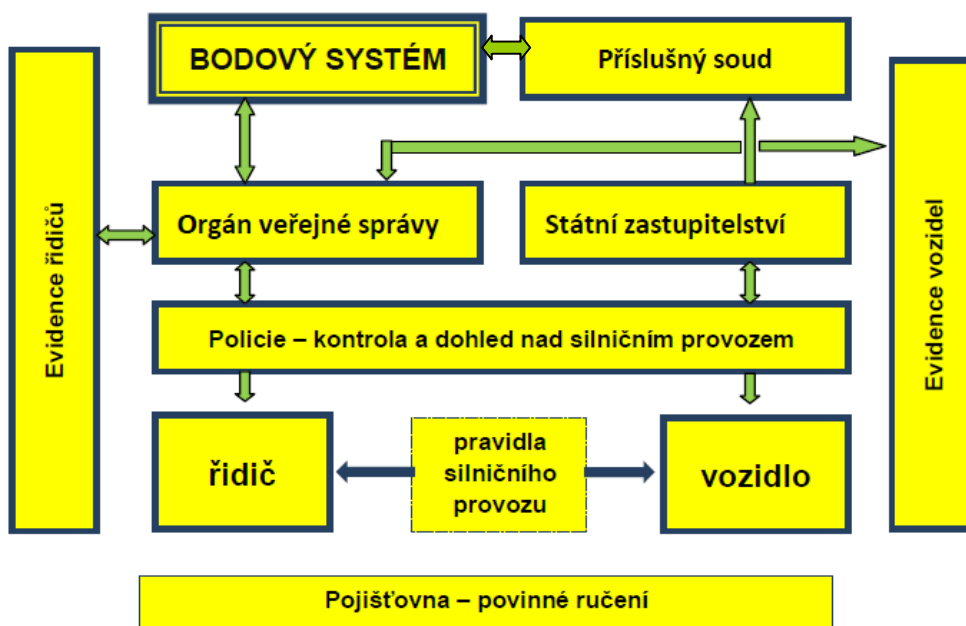 BODOVÝ SYSTÉM
Příslušný soud
Evidence řidičů
Orgán veřejné správy
Státní zastupitelství
Evidence vozidel
Policie – kontrola a dohled nad silničním provozem
řidič
pravidla
silničního
provozu
vozidlo
Pojišťovna – povinné ručení